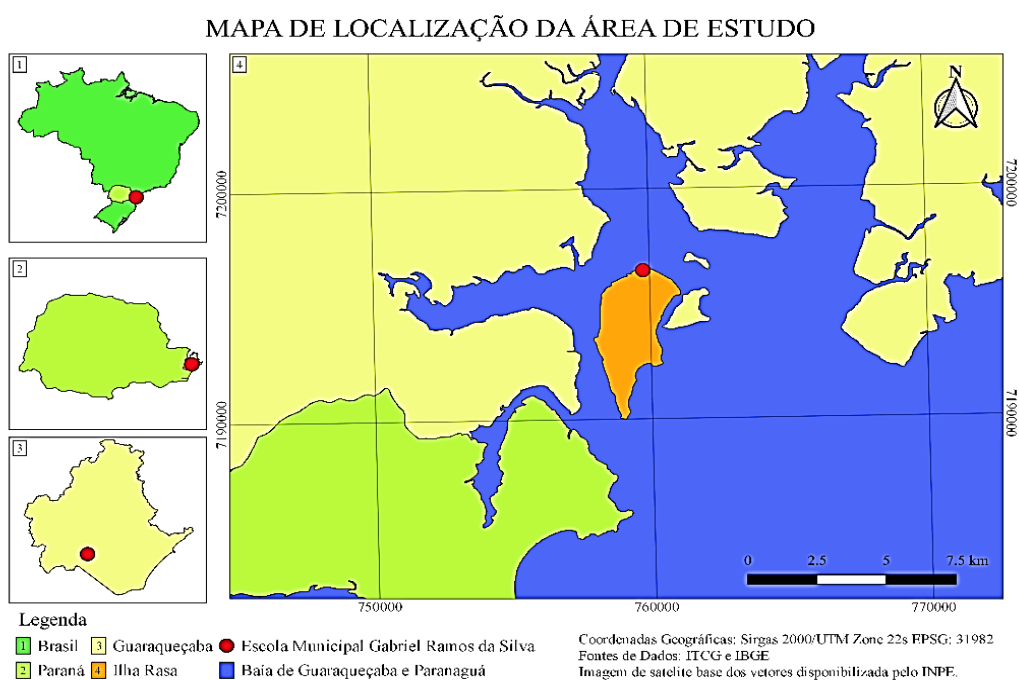 MAPA DE LOCALIZAÇÃO DA ÁREA DE ESTUDO
1
2
3
4
N
7200000
7200000
7190000
7190000
0 2.5 5 7.5 km
750000 760000 770000
Legenda
1 Brasil 3 Guaraqueçaba Escola Municipal Gabriel Ramos da Silva
2 Paraná 4 Ilha Rasa Baía de Guaraqueçaba e Paranaguá
Coordenadas Geográficas: Sirgas 2000/UTM Zone 22s EPSG: 31982
Fontes de Dados: ITCG e IBGE
Imagem de satelite base dos vetores disponibilizada pelo INPE.